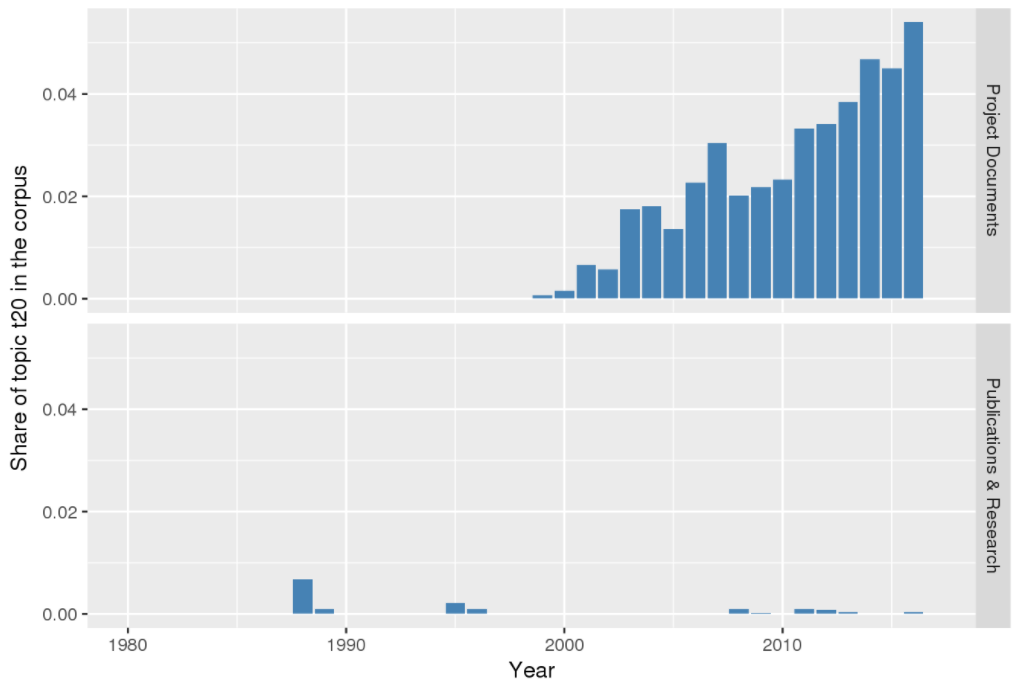 Share of topic t20 in the corpus
0.04
0.02
0.00
Project Documents
0.04
0.02
0.00
Publications & Research
1980 1990 2000 2010
Year